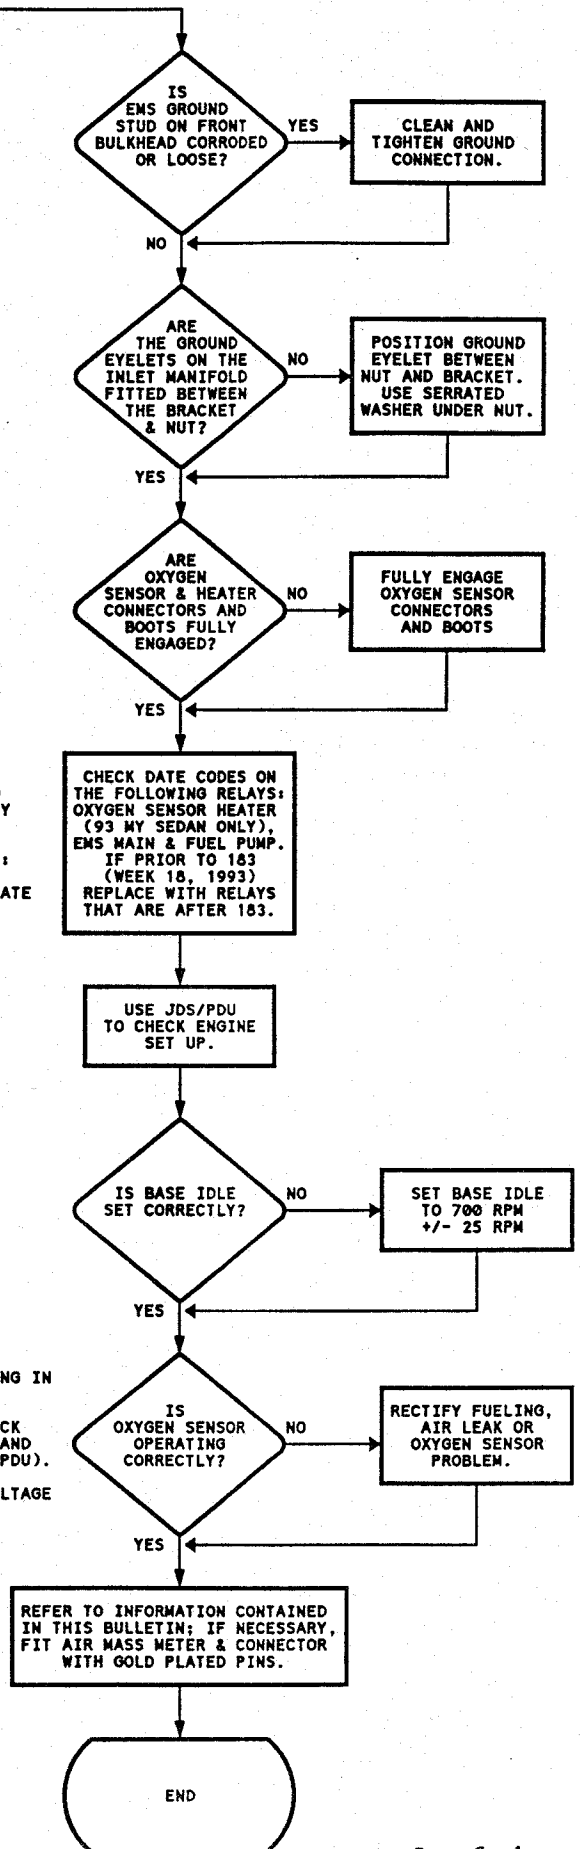 IS
EMS GROUND
STUD ON FRONT
BULKHEAD CORRODED
OR LOOSE?
YES
CLEAN AND
TIGHTEN GROUND
CONNECTION.
NO
ARE
THE GROUND
EYELETS ON THE
INLET MANIFOLD
FITTED BETWEEN
THE BRACKET
& NUT?
NO
POSITION GROUND
EYELET BETWEEN
NUT AND BRACKET.
USE SERRATED
WASHER UNDER NUT.
YES
ARE
OXYGEN
SENSOR & HEATER
CONNECTORS AND
BOOTS FULLY
ENGAGED?
NO
FULLY ENGAGE
OXYGEN SENSOR
CONNECTORS
AND BOOTS
YES
Y
:
ATE
CHECK DATE CODES ON
THE FOLLOWING RELAYS:
OXYGEN SENSOR HEATER
(93 MY SEDAN ONLY),
EMS MAIN & FUEL PUMP.
IF PRIOR TO 183
(WEEK 18, 1993)
REPLACE WITH RELAYS
THAT ARE AFTER 183.
USE JDS/PDU
TO CHECK ENGINE
SET UP.
IS BASE IDLE
SET CORRECTLY?
NO
SET BASE IDLE
TO 700 RPM
+/- 25 RPM
YES
NG IN
CK
AND
PDU).
LTAGE
IS
OXYGEN SENSOR
OPERATING
CORRECTLY?
NO
RECTIFY FUELING,
AIR LEAK OR
OXYGEN SENSOR
PROBLEM.
YES
REFER TO INFORMATION CONTAINED
IN THIS BULLETIN; IF NECESSARY,
FIT AIR MASS METER & CONNECTOR
WITH GOLD PLATED PINS.
END